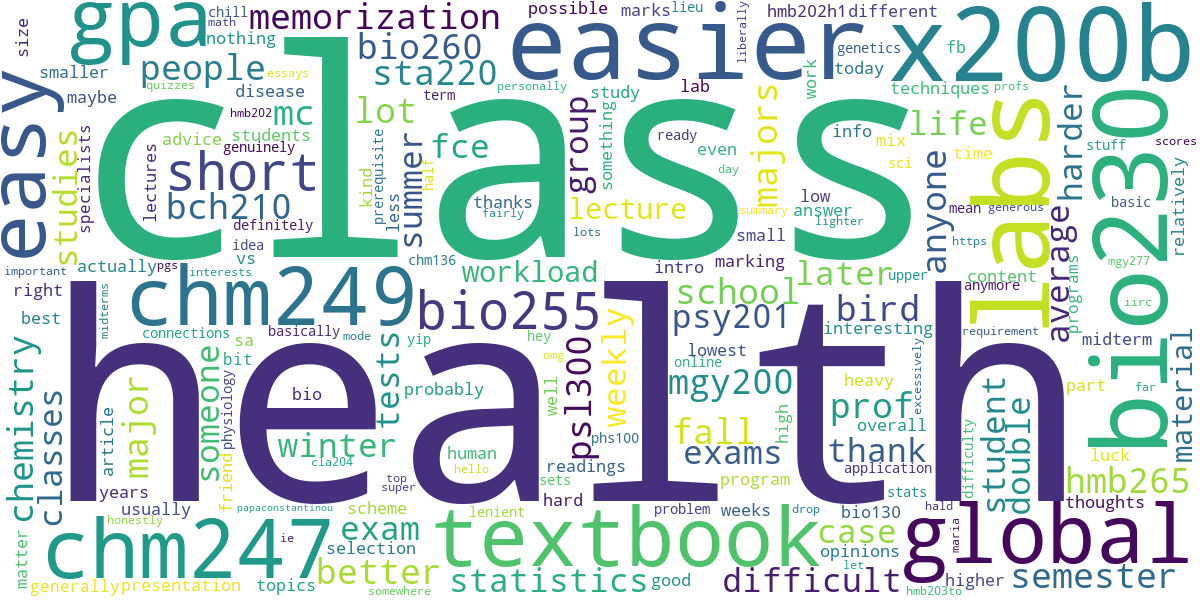 class
health
easier
x200b
gpa
easy
labs
bio230
global
textbook
chm247
chm249
bio255
short
memorization
bio260
sta220
people
bch210
studies
lot
mc
fce
summer
group
majors
lecture
life
anyone
harder
average
later
school
workload
psy201
bird
mgy200
psl300
weekly
tests
winter
fall
exams
prof
thank
student
double
hmb265
material
semester
difficult
statistics
better
exam
case
major
someone
classes
chemistry
size
chill
math
nothing
smaller
maybe
quizzes
essays
disease
hmb202
advice
students
genuinely
specialists
lectures
definitely
idea
vs
kind
prerequisite
less
half
term
thanks
fairly
personally
study
something
lots
possible
marks
lieu
liberally
hmb202h1
different
genetics
fb
today
techniques
profs
work
lab
ready
even
day
info
mix
sci
time
stuff
scores
low
answer
summary
lighter
small
intro
marking
mean
generous
basic
relatively
https
upper
content
programs
mgy277
iirc
anymore
important
actually
pgs
interests
chm136
right
best
midterms
connections
basically
mode
sa
bit
yip
hey
omg
online
lowest
interesting
requirement
midterm
part
far
excessively
heavy
overall
high
well
probably
physiology
friend
bio
human
hello
cla204
article
years
usually
honestly
matter
generally
presentation
topics
papaconstantinou
ie
top
super
scheme
selection
somewhere
lenient
sets
hard
readings
phs100
problem
weeks
program
drop
stats
application
bio130
opinions
let
good
difficulty
luck
thoughts
hald
maria
higher
hmb203to